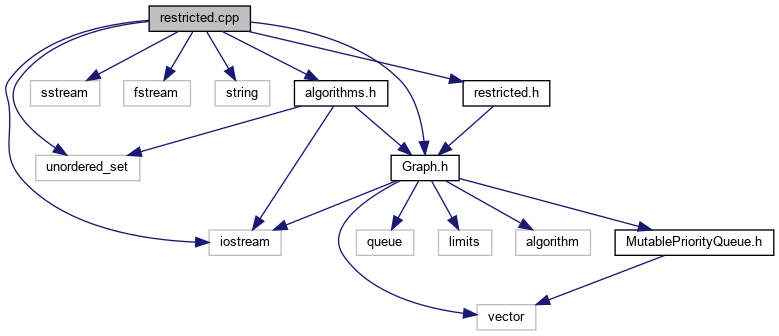 restricted.cpp
sstream
fstream
string
algorithms.h
restricted.h
unordered_set
Graph.h
iostream
queue
limits
algorithm
MutablePriorityQueue.h
vector